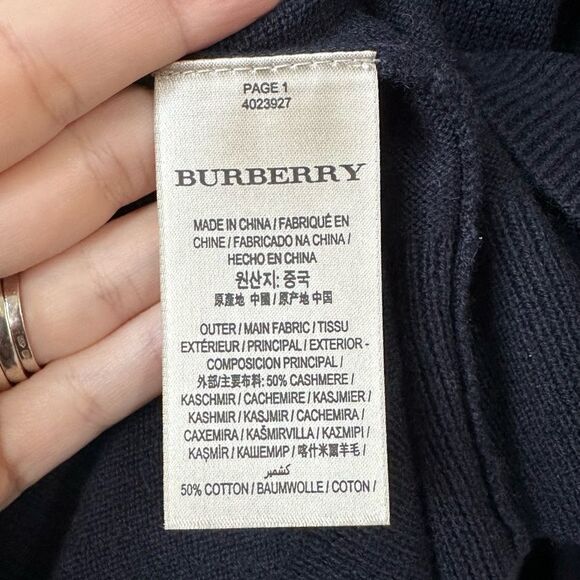 PAGE 1
4023927
BURBERRY
MADE IN CHINA / FABRIQUÉ EN
CHINE / FABRICADO NA CHINA /
HECHO EN CHINA
원산지: 중국
原產地 中國 / 原产地 中国
OUTER / MAIN FABRIC / TISSU
EXTÉRIEUR / PRINCIPAL / EXTERIOR -
COMPOSICIÓN PRINCIPAL /
外部/主要布料: 50% CASHMERE /
KASCHMIR / CACHEMIRE / KASJMIER /
KASHMIR / KASJMIR / CACHEMIRA /
CAXEMIRA / KAŠMIRVILLA / ΚΑΣΜΙΡΙ /
KAŞMİR / КАШЕМИР / 喀什米爾羊毛 /
كشمير
50% COTTON / BAUMWOLLE / COTON /